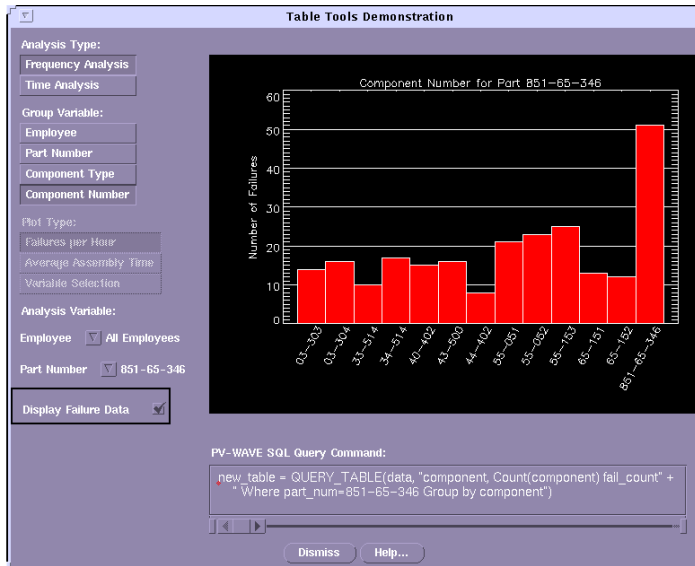 Table Tools Demonstration
Analysis Type:
Frequency Analysis
Time Analysis
Group Variable:
Employee
Part Number
Component Type
Component Number
Plot Type:
Failures per Hour
Average Assembly Time
Variable Selection
Analysis Variable:
Employee All Employees
Part Number 851-65-346
Display Failure Data
Component Number for Part 851-65-346
Number of Failures
60
50
40
30
20
10
0
03-303
03-304
33-514
34-514
40-402
43-500
44-402
55-051
55-052
55-153
65-151
65-152
851-65-346
PV-WAVE SQL Query Command:
new_table = QUERY_TABLE(data, "component, Count(component) fail_count" +
" Where part_num=851-65-346 Group by component")
Dismiss
Help...